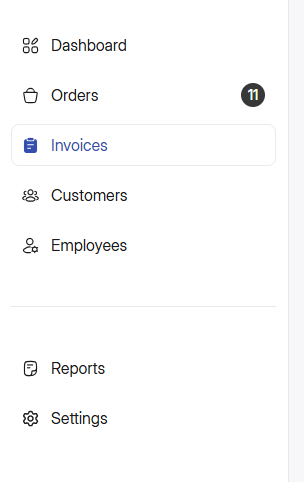 Dashboard
Orders 11
Invoices
Customers
Employees
Reports
Settings